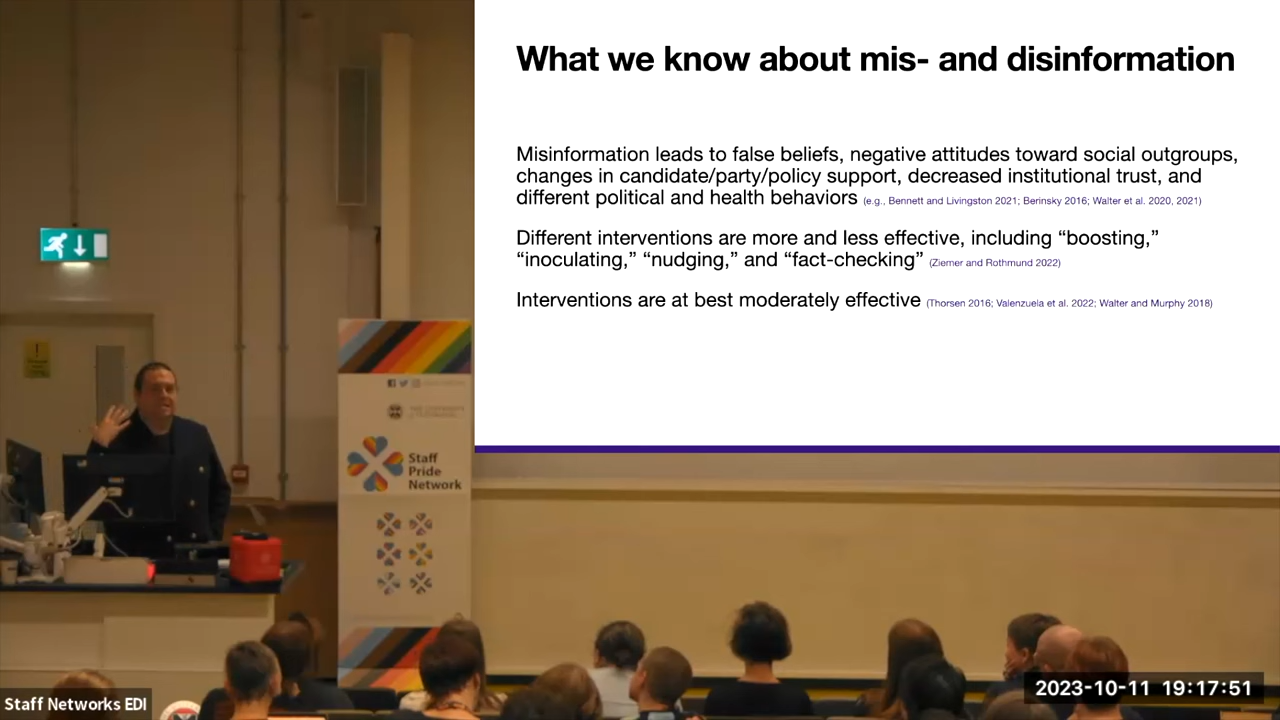 What we know about mis- and disinformation
Misinformation leads to false beliefs, negative attitudes toward social outgroups,
changes in candidate/party/policy support, decreased institutional trust, and
different political and health behaviors (e.g., Bennett and Livingston 2021; Berinsky 2016; Walter et al. 2020, 2021)
Different interventions are more and less effective, including “boosting,”
“inoculating,” “nudging,” and “fact-checking” (Ziemer and Rothmund 2022)
Interventions are at best moderately effective (Thorsen 2016; Valenzuela et al. 2022; Walter and Murphy 2018)
Staff
Pride
Network
Staff Networks EDI
2023-10-11 19:17:51